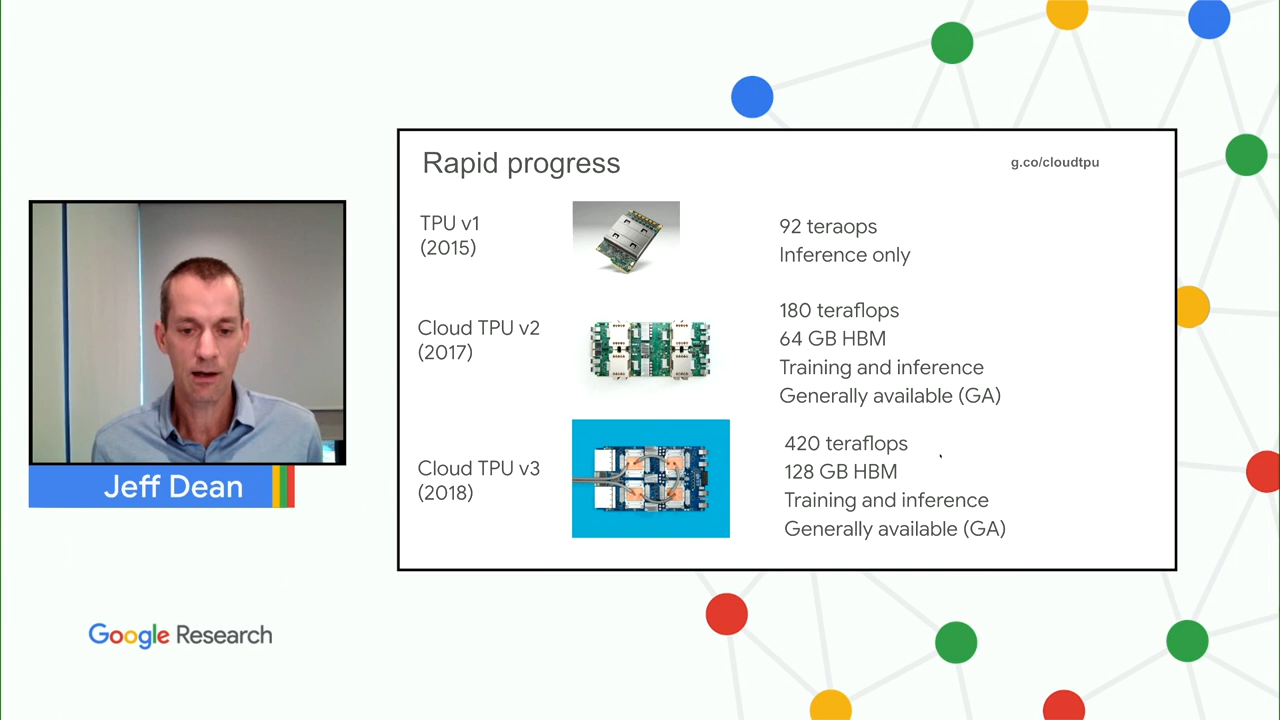 Rapid progress
g.co/cloudtpu
TPU v1
(2015)
92 teraops
Inference only
Cloud TPU v2
(2017)
180 teraflops
64 GB HBM
Training and inference
Generally available (GA)
Cloud TPU v3
(2018)
420 teraflops
128 GB HBM
Training and inference
Generally available (GA)
Jeff Dean
Google Research